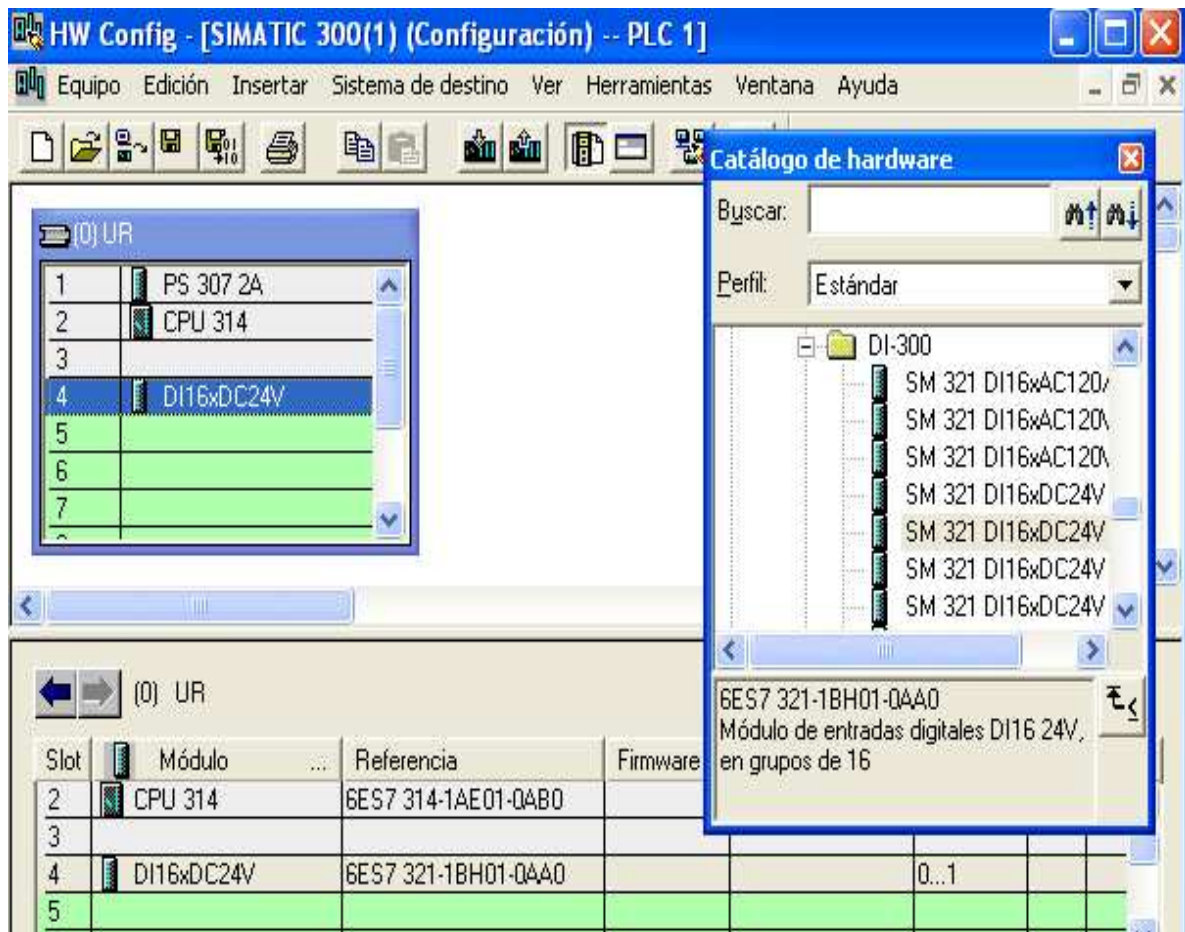 HW Config - [SIMATIC 300(1) (Configuración) -- PLC 1]
Equipo Edición Insertar Sistema de destino Ver Herramientas Ventana Ayuda
(0) UR
1 PS 307 2A
2 CPU 314
3
4 DI16xDC24V
5
6
7
Catálogo de hardware
Buscar:
Perfil: Estándar
DI-300
SM 321 DI16xAC120/
SM 321 DI16xAC120V
SM 321 DI16xAC120V
SM 321 DI16xDC24V
SM 321 DI16xDC24V
SM 321 DI16xDC24V
SM 321 DI16xDC24V
6ES7 321-1BH01-0AA0
Módulo de entradas digitales DI16 24V,
en grupos de 16
(0) UR
Slot Módulo ... Referencia Firmware
2 CPU 314 6ES7 314-1AE01-0AB0
3
4 DI16xDC24V 6ES7 321-1BH01-0AA0 0...1
5